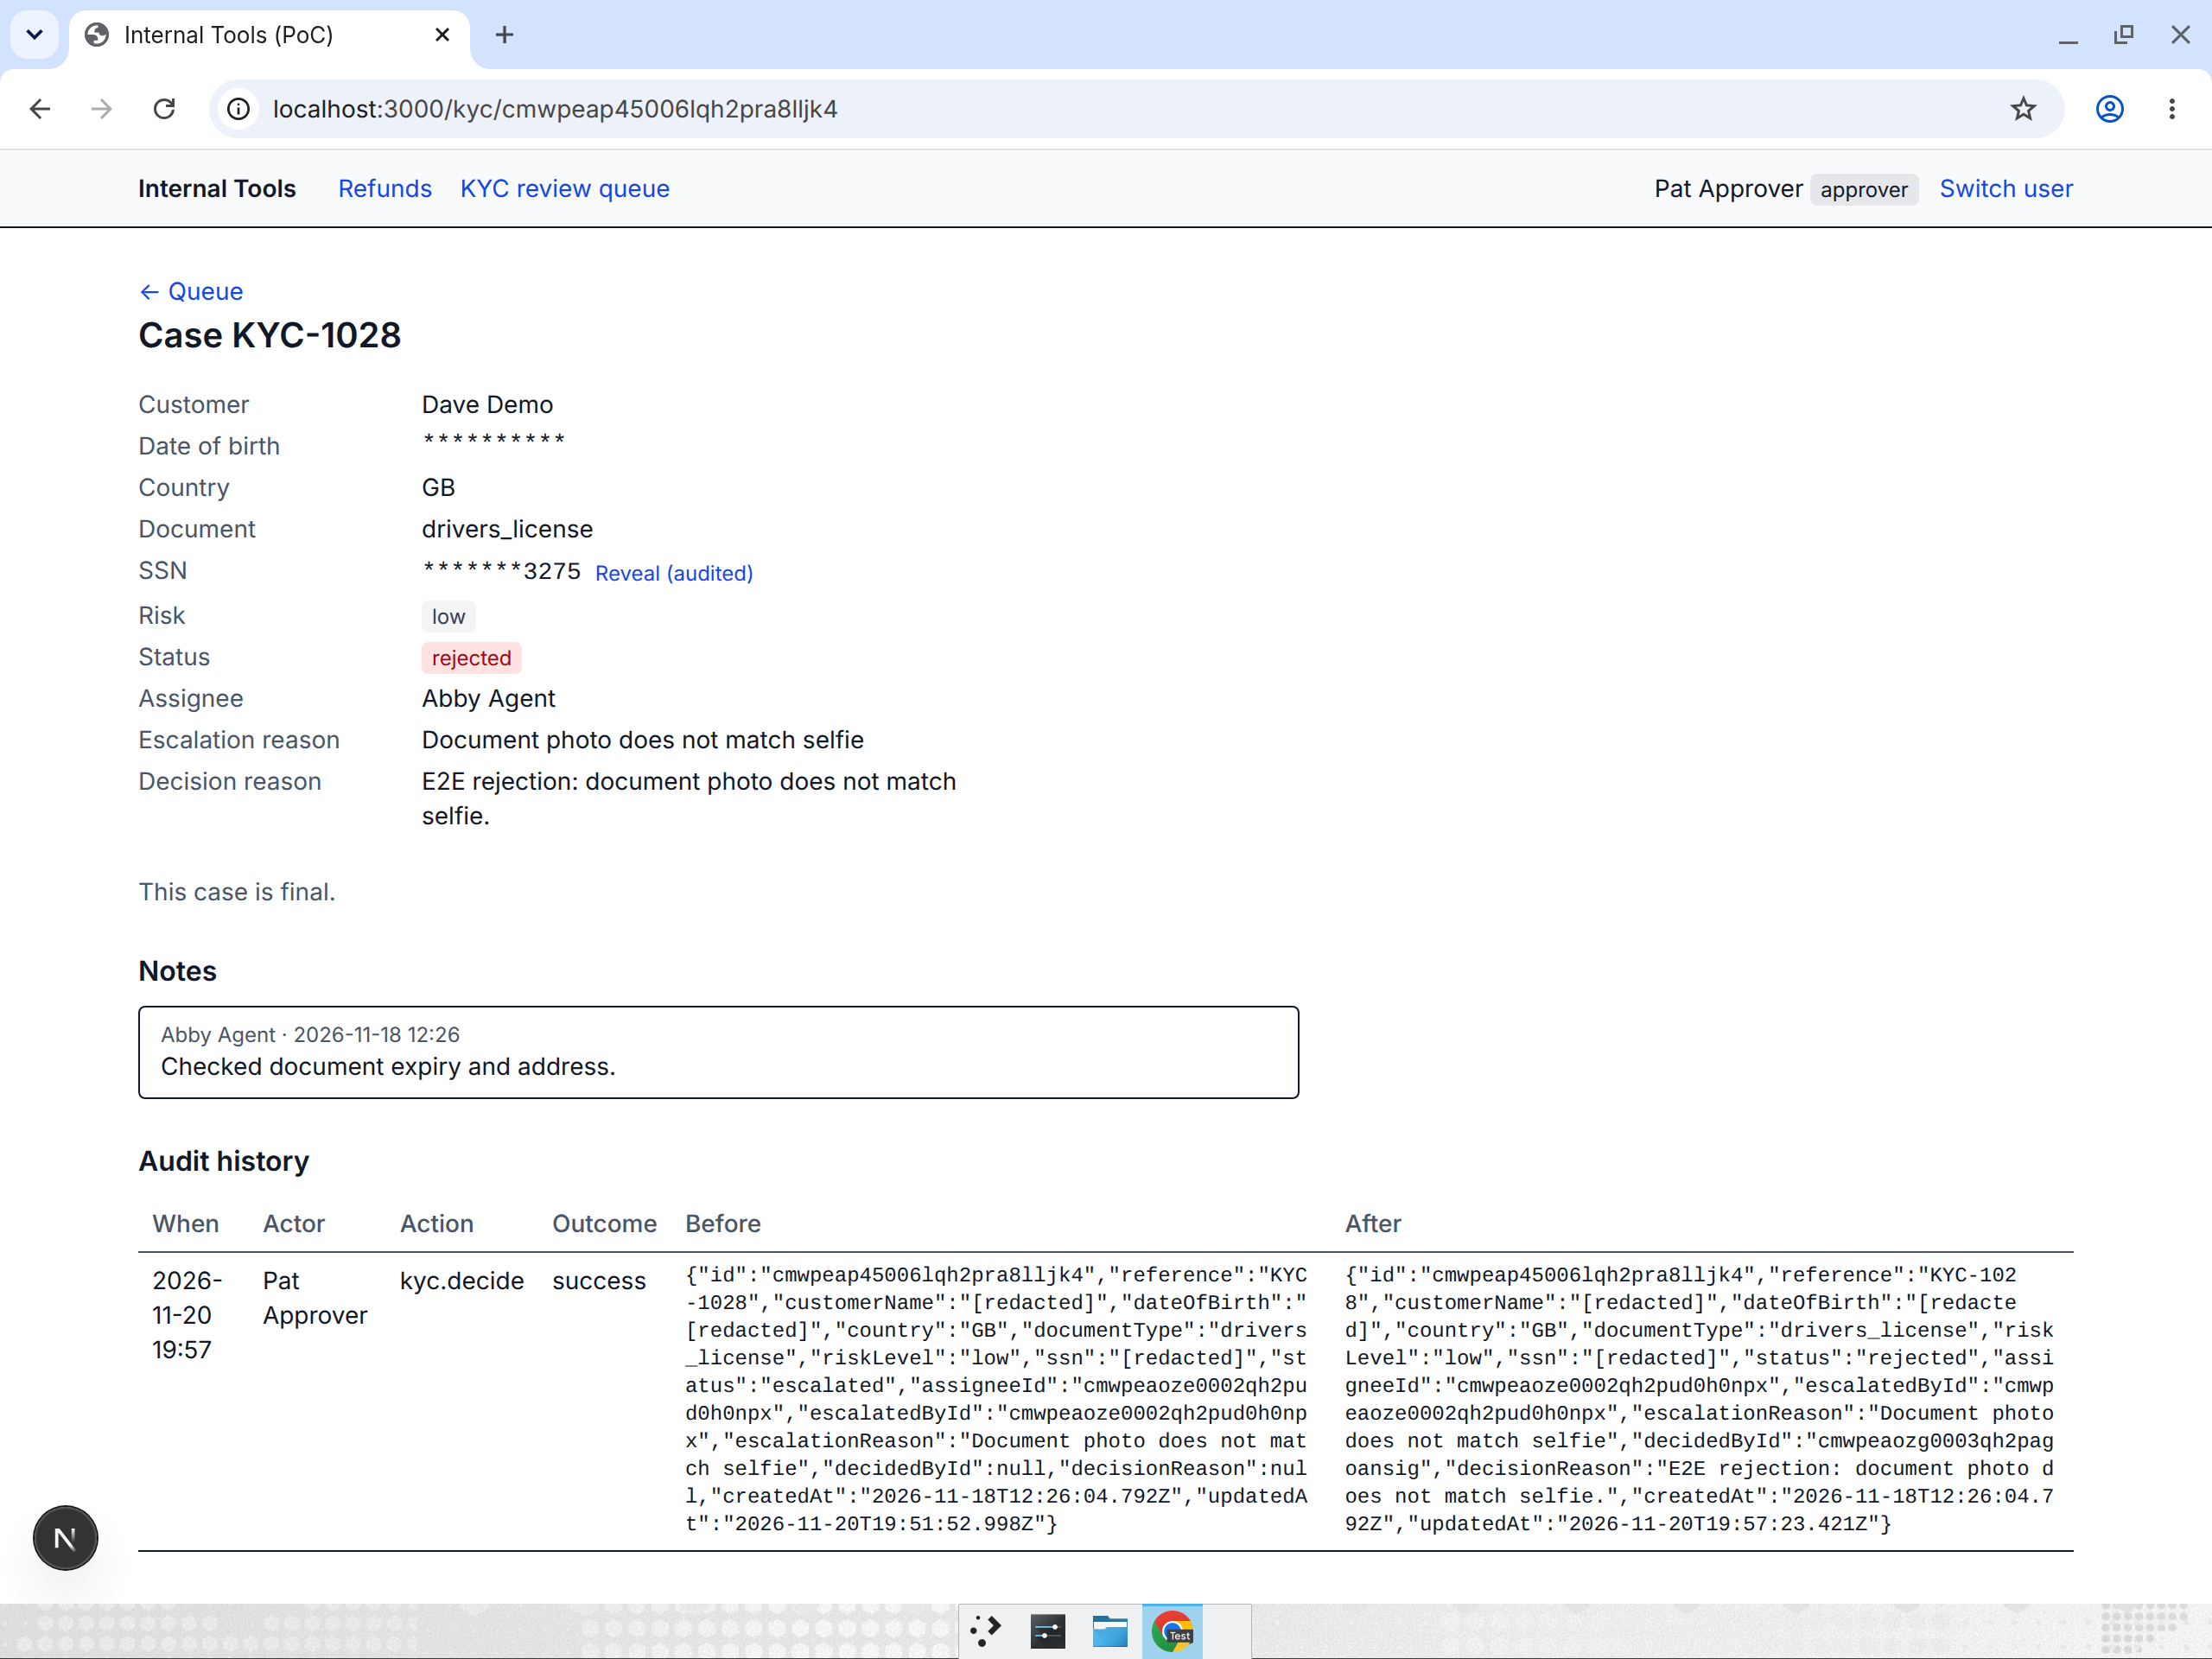 Internal Tools (PoC)
localhost:3000/kyc/cmwpeap45006lqh2pra8lljk4
Internal Tools Refunds KYC review queue Pat Approver approver Switch user
← Queue
Case KYC-1028
Customer Dave Demo
Date of birth **********
Country GB
Document drivers_license
SSN *******3275 Reveal (audited)
Risk low
Status rejected
Assignee Abby Agent
Escalation reason Document photo does not match selfie
Decision reason E2E rejection: document photo does not match
selfie.
This case is final.
Notes
Abby Agent · 2026-11-18 12:26
Checked document expiry and address.
Audit history
When Actor Action Outcome Before After
2026-
11-20
19:57
Pat
Approver
kyc.decide
success
{"id":"cmwpeap45006lqh2pra8lljk4","reference":"KYC
-1028","customerName":"[redacted]","dateOfBirth":"
[redacted]","country":"GB","documentType":"drivers
_license","riskLevel":"low","ssn":"[redacted]","st
atus":"escalated","assigneeId":"cmwpeaoze0002qh2pu
d0h0npx","escalatedById":"cmwpeaoze0002qh2pud0h0np
x","escalationReason":"Document photo does not mat
ch selfie","decidedById":null,"decisionReason":nul
l,"createdAt":"2026-11-18T12:26:04.792Z","updatedA
t":"2026-11-20T19:51:52.998Z"}
{"id":"cmwpeap45006lqh2pra8lljk4","reference":"KYC-102
8","customerName":"[redacted]","dateOfBirth":"[redacte
d]","country":"GB","documentType":"drivers_license","risk
Level":"low","ssn":"[redacted]","status":"rejected","assi
gneeId":"cmwpeaoze0002qh2pud0h0npx","escalatedById":"cmwp
eaoze0002qh2pud0h0npx","escalationReason":"Document photo
does not match selfie","decidedById":"cmwpeaozg0003qh2pag
oansig","decisionReason":"E2E rejection: document photo d
oes not match selfie.","createdAt":"2026-11-18T12:26:04.7
92Z","updatedAt":"2026-11-20T19:57:23.421Z"}
N
Test